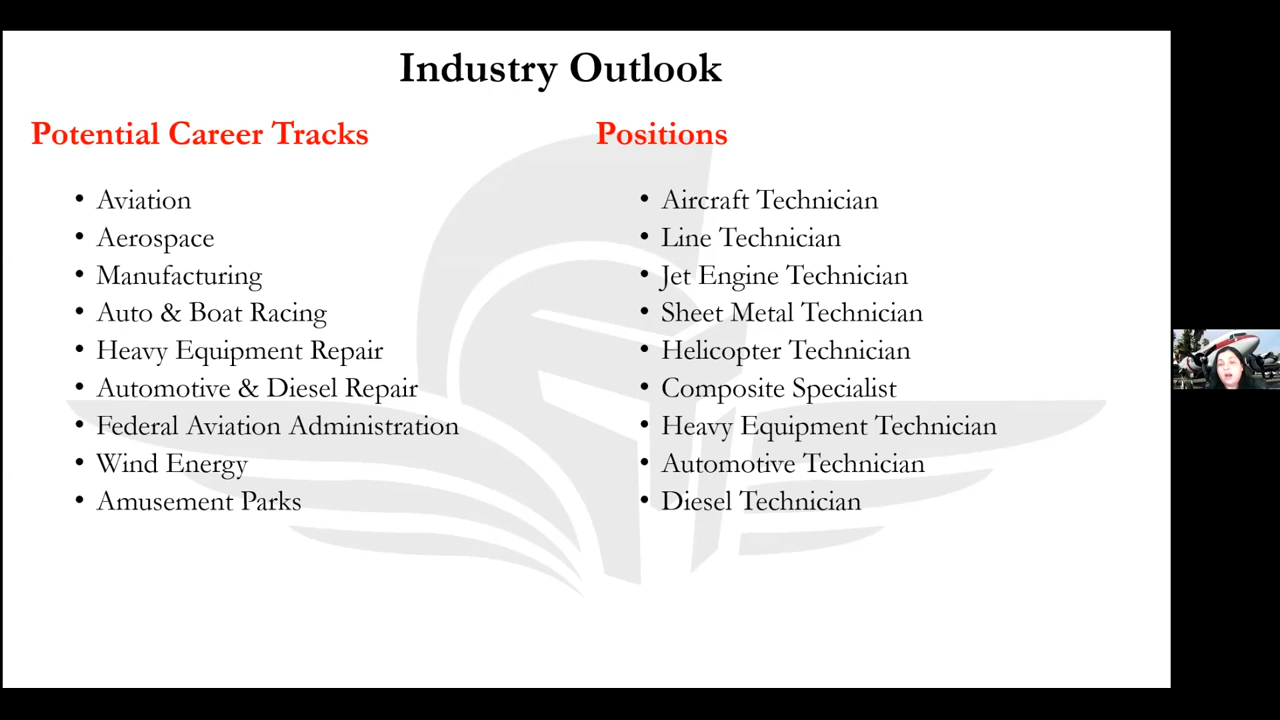 Industry Outlook
Potential Career Tracks
• Aviation
• Aerospace
• Manufacturing
• Auto & Boat Racing
• Heavy Equipment Repair
• Automotive & Diesel Repair
• Federal Aviation Administration
• Wind Energy
• Amusement Parks
Positions
• Aircraft Technician
• Line Technician
• Jet Engine Technician
• Sheet Metal Technician
• Helicopter Technician
• Composite Specialist
• Heavy Equipment Technician
• Automotive Technician
• Diesel Technician